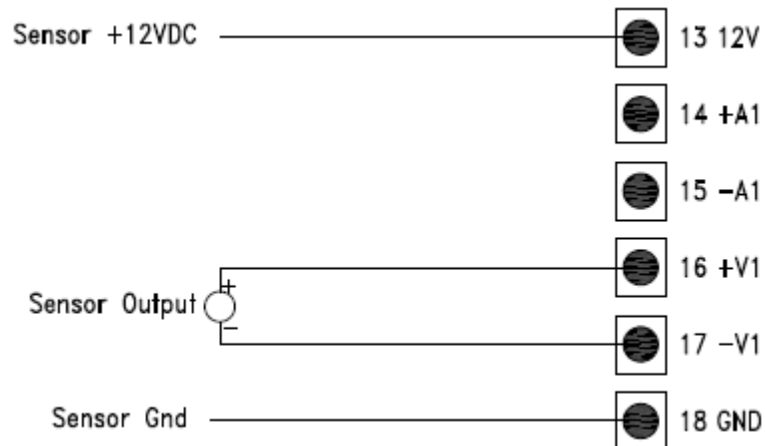 Sensor +12VDC
13 12V
14 +A1
15 -A1
16 +V1
+
Sensor Output
-
17 -V1
Sensor Gnd
18 GND